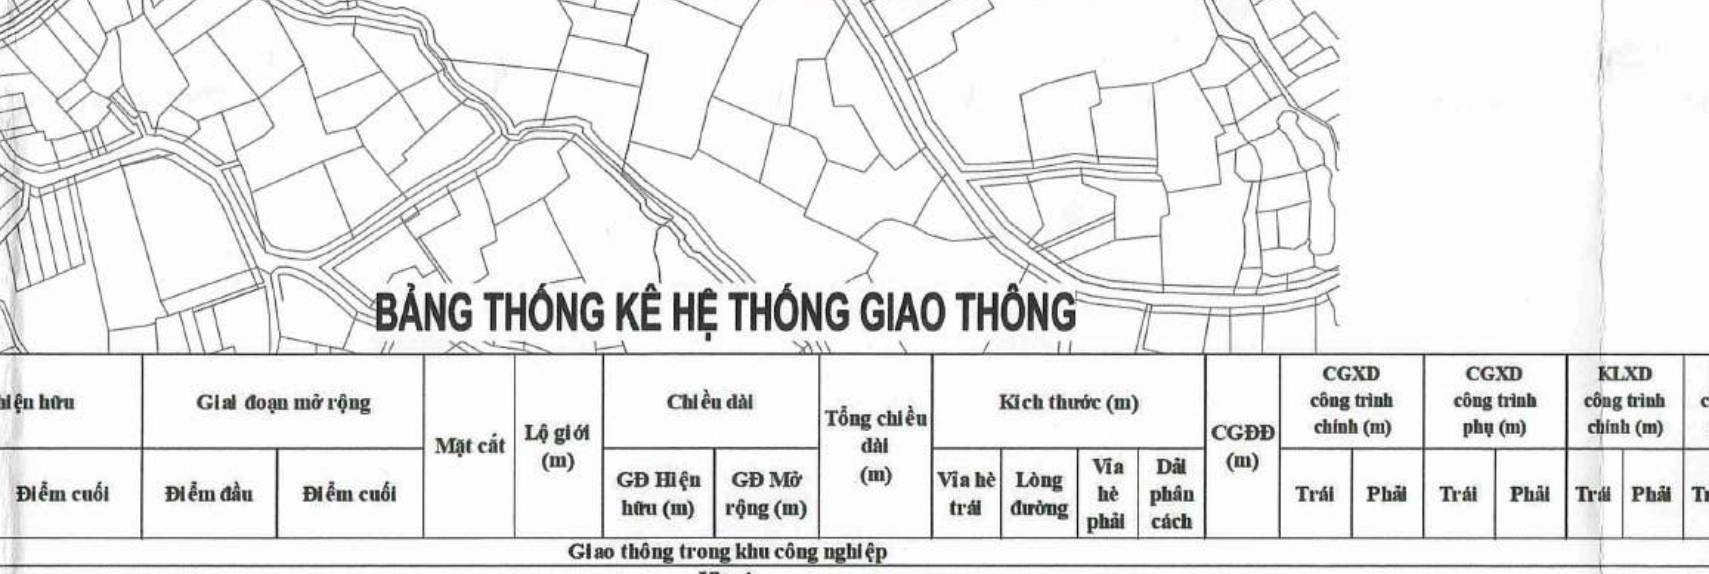 BẢNG THỐNG KÊ HỆ THỐNG GIAO THÔNG
hiện hữu
Giai đoạn mở rộng
Mặt cắt
Lộ giới
(m)
Chiều dài
Tổng chiều
dài
(m)
Kích thước (m)
CGĐĐ
(m)
CGXD
công trình
chính (m)
CGXD
công trình
phụ (m)
KLXD
công trình
chính (m)
Điểm cuối
Điểm đầu
Điểm cuối
GĐ Hiện
hữu (m)
GĐ Mở
rộng (m)
Vỉa hè
trái
Lòng
đường
Vỉa
hè
phải
Dải
phân
cách
Trái
Phải
Trái
Phải
Trái
Phải
Giao thông trong khu công nghiệp